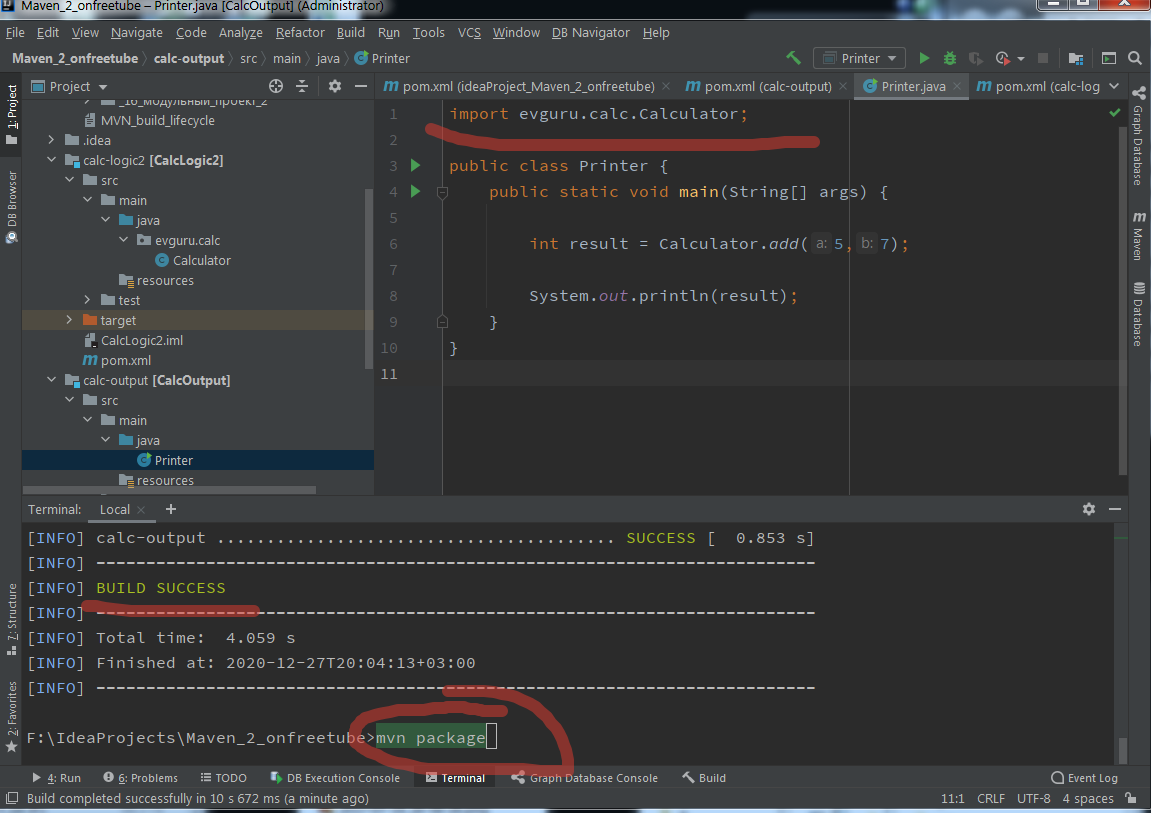 Maven_2_onfreetube – Printer.java [CalcOutput] (Administrator)
File Edit View Navigate Code Analyze Refactor Build Run Tools VCS Window DB Navigator Help
Maven_2_onfreetube calc-output src main java Printer
Printer
Project
pom.xml (ideaProject_Maven_2_onfreetube) pom.xml (calc-output) Printer.java pom.xml (calc-log
1: Project
DB Browser
7: Structure
2: Favorites
_16_модульный_проект_2
MVN_build_lifecycle
.idea
calc-logic2 [CalcLogic2]
src
main
java
evguru.calc
Calculator
resources
test
target
CalcLogic2.iml
pom.xml
calc-output [CalcOutput]
src
main
java
Printer
resources
1 import evguru.calc.Calculator;
2
3 public class Printer {
4 public static void main(String[] args) {
5
6 int result = Calculator.add( a: 5, b: 7);
7
8 System.out.println(result);
9 }
10 }
11
Graph Database
Maven
Database
Terminal: Local +
[INFO] calc-output ........................................ SUCCESS [  0.853 s]
[INFO] ------------------------------------------------------------------------
[INFO] BUILD SUCCESS
[INFO] ------------------------------------------------------------------------
[INFO] Total time:  4.059 s
[INFO] Finished at: 2020-12-27T20:04:13+03:00
[INFO] ------------------------------------------------------------------------
F:\IdeaProjects\Maven_2_onfreetube>mvn package
4: Run 6: Problems TODO DB Execution Console Terminal Graph Database Console Build Event Log
Build completed successfully in 10 s 672 ms (a minute ago) 11:1 CRLF UTF-8 4 spaces